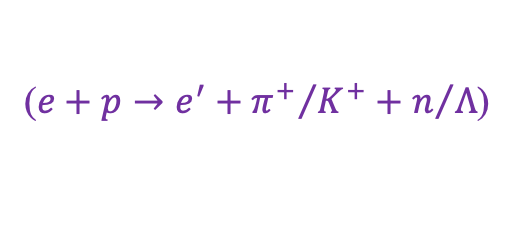 (e + p → e′ + π⁺/K⁺ + n/Λ)